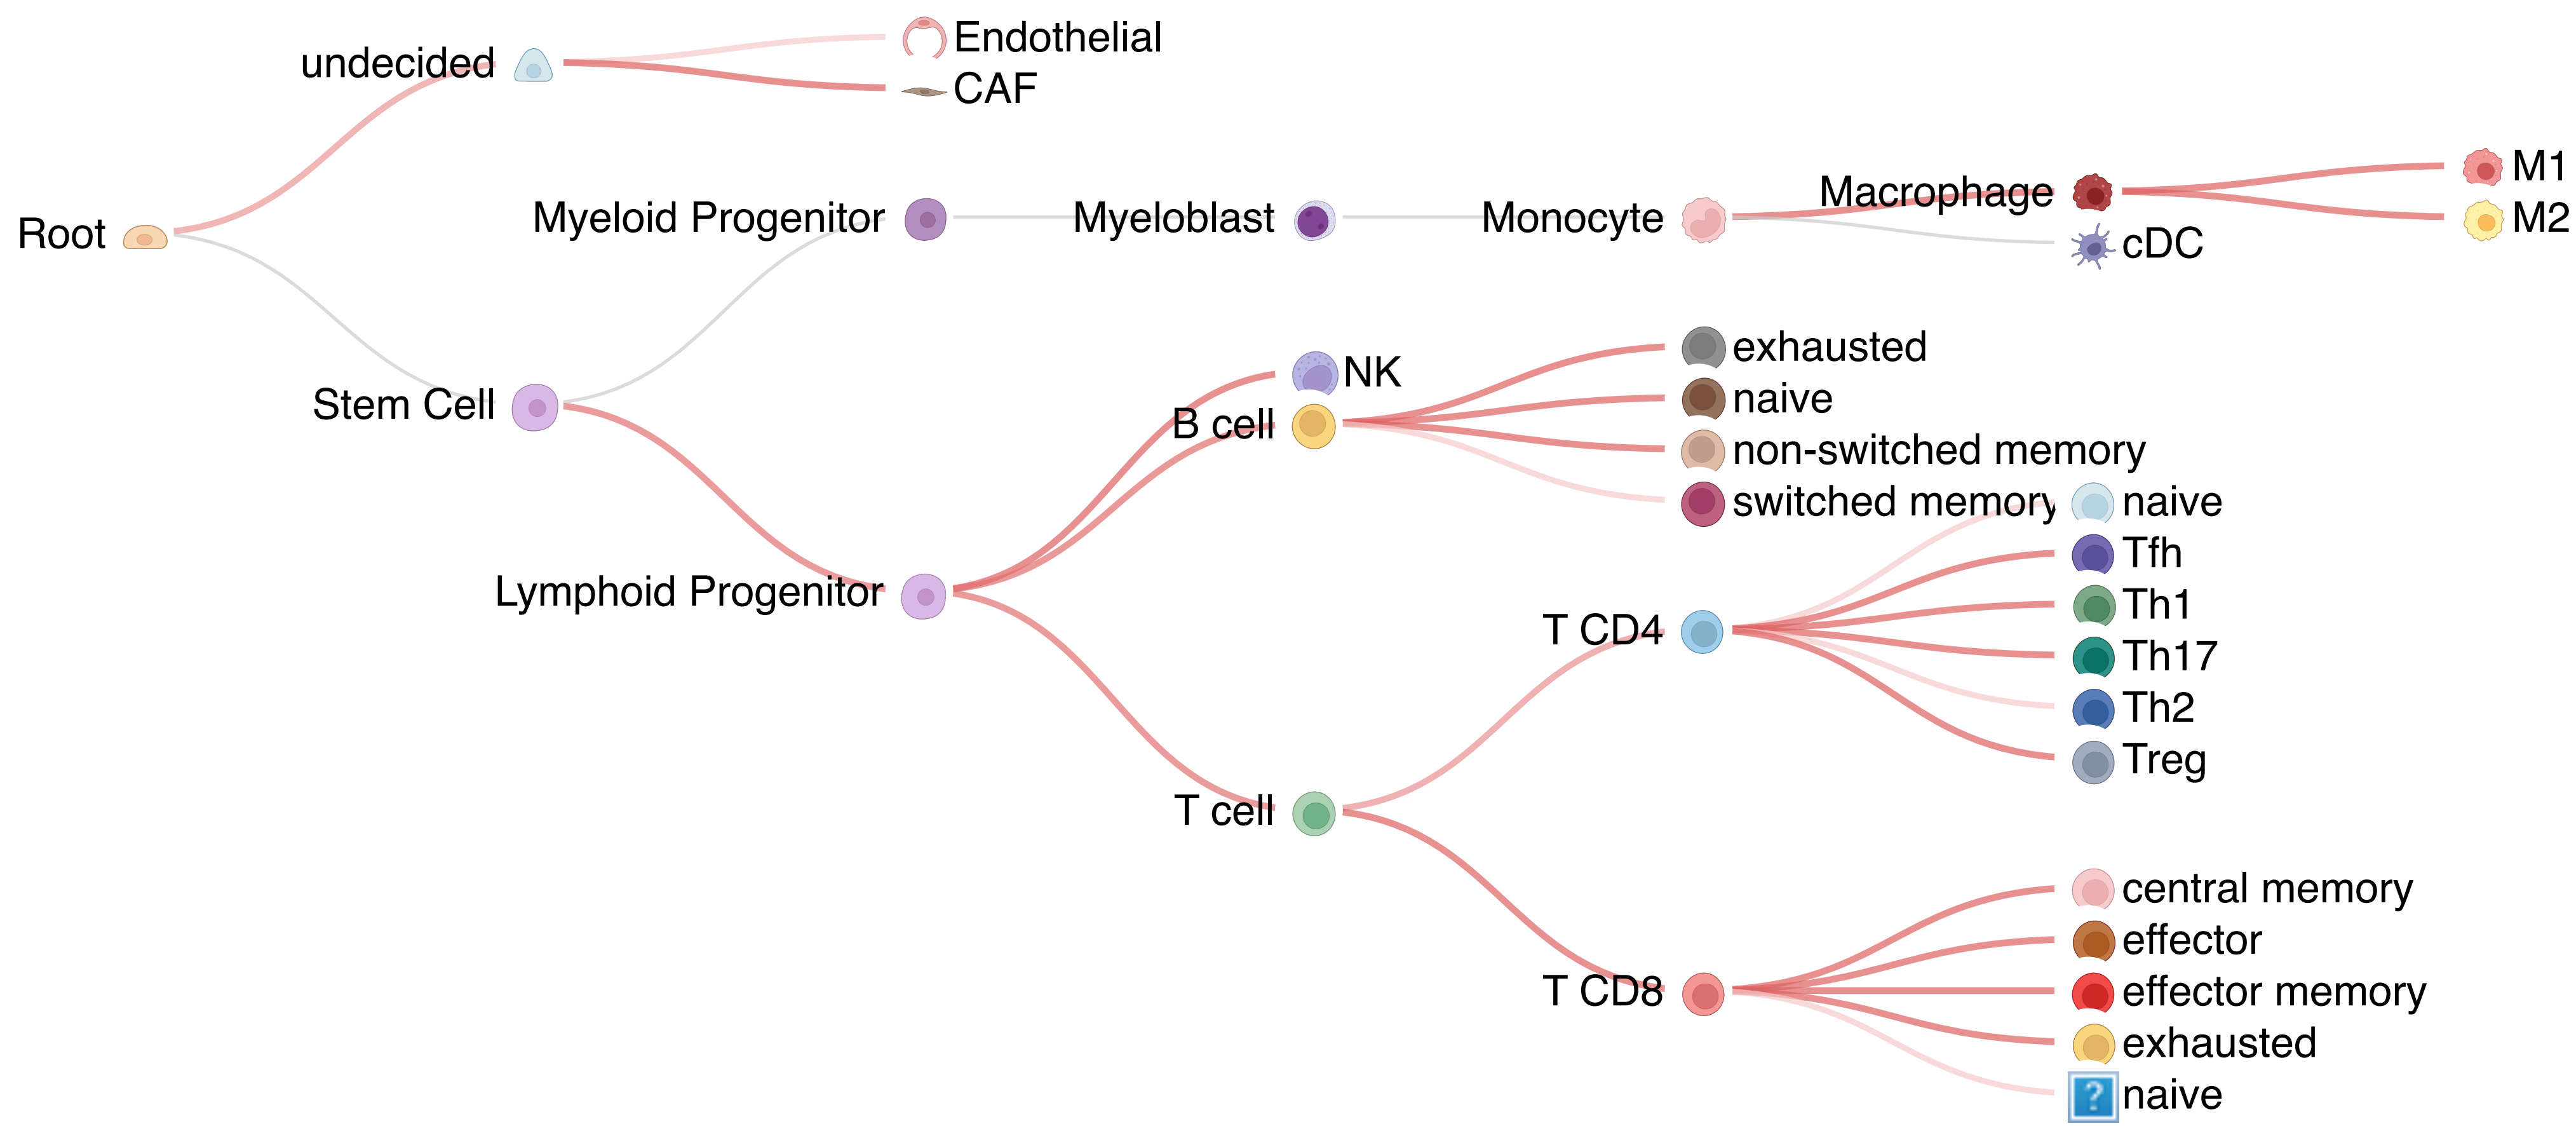 Endothelial
undecided
CAF
M1
Macrophage
Myeloid Progenitor
Myeloblast
Monocyte
M2
Root
cDC
exhausted
NK
naive
Stem Cell
B cell
non-switched memory
switched memory
naive
Tfh
Lymphoid Progenitor
Th1
T CD4
Th17
Th2
Treg
T cell
central memory
effector
T CD8
effector memory
exhausted
?
naive